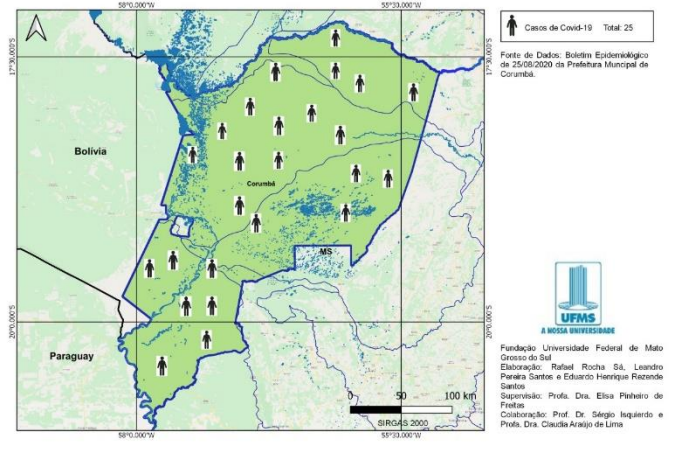 58°0,000'W
55°30,000'W
17°30,000'S
17°30,000'S
Bolívia
Corumbá
MS
20°0,000'S
20°0,000'S
Paraguay
0 50 100 km
SIRGAS 2000
58°0,000'W
55°30,000'W
Casos de Covid-19 Total: 25
Fonte de Dados: Boletim Epidemiológico
de 25/08/2020 da Prefeitura Muncipal de
Corumbá.
UFMS
A NOSSA UNIVERSIDADE
Fundação Universidade Federal de Mato
Grosso do Sul
Elaboração: Rafael Rocha Sá, Leandro
Pereira Santos e Eduardo Henrique Rezende
Santos
Supervisão: Profa. Dra. Elisa Pinheiro de
Freitas
Colaboração: Prof. Dr. Sérgio Isquierdo e
Profa. Dra. Claudia Araújo de Lima